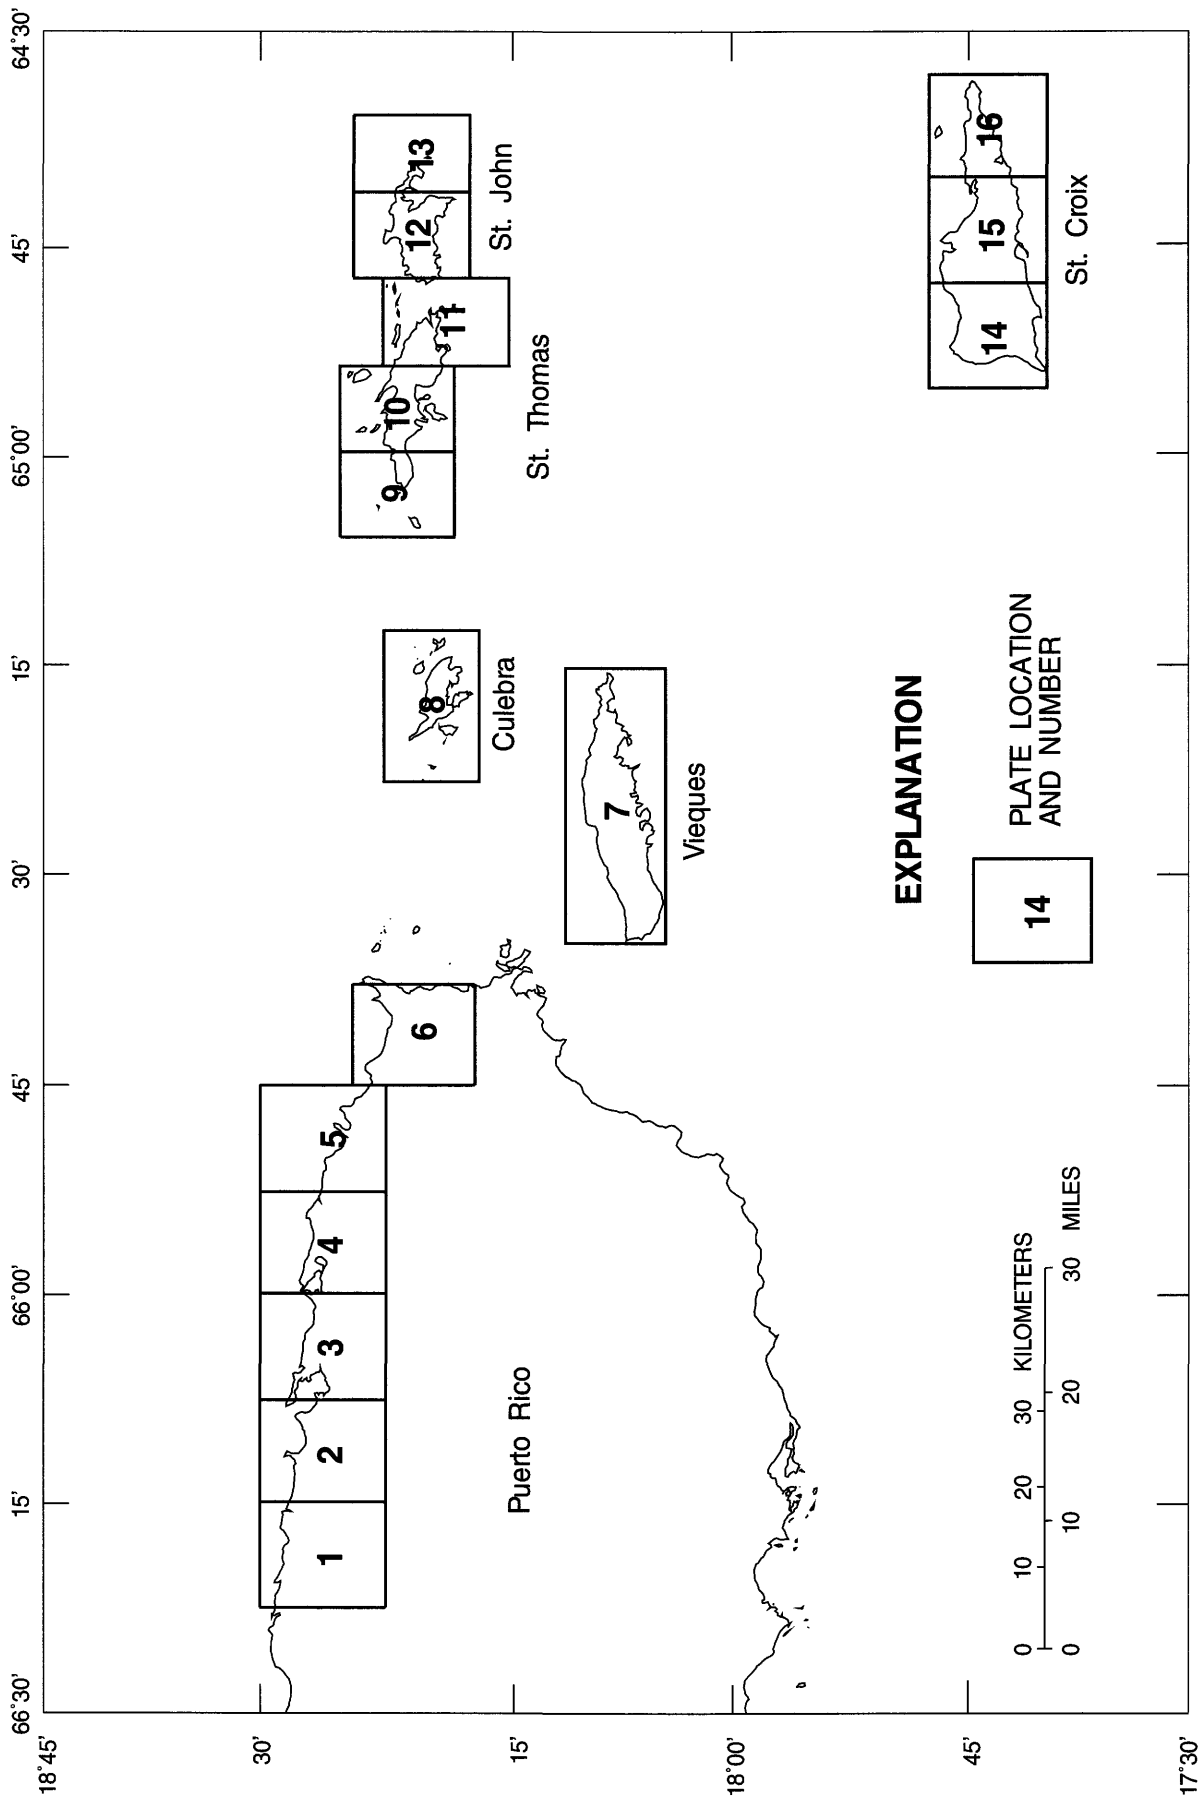 66°30'
15'
66°00'
45'
30'
15'
65°00'
45'
64°30'
18°45'
30'
15'
18°00'
45'
17°30'
1
2
3
4
5
6
7
8
9
10
11
12
13
14
15
16
Puerto Rico
Culebra
Vieques
St. Thomas
St. John
St. Croix
EXPLANATION
14
PLATE LOCATION
AND NUMBER
0 10 20 30 KILOMETERS
0 10 20 30 MILES